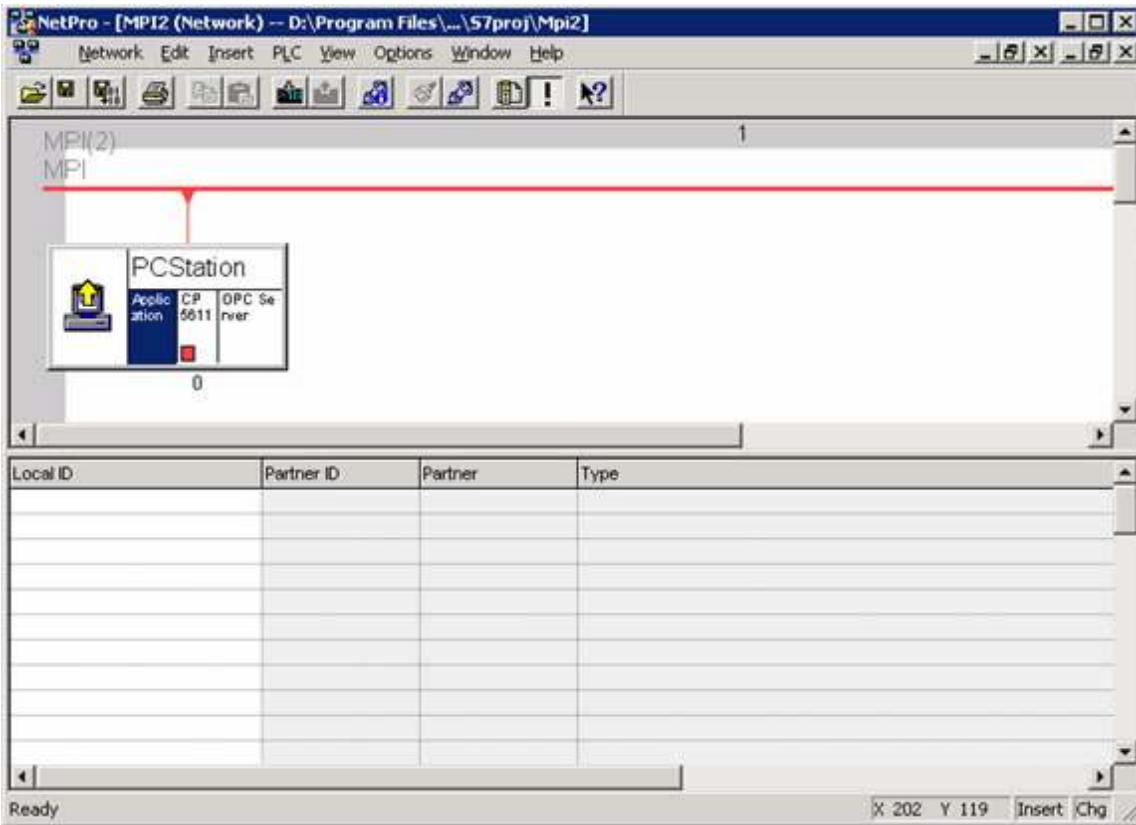 NetPro - [MPI2 (Network) -- D:\Program Files\...\S7proj\Mpi2]
Network Edit Insert PLC View Options Window Help
1
MPI(2)
MPI
PCStation
Applic CP OPC Se
ation 5611 rver
0
Local ID Partner ID Partner Type
Ready X 202 Y 119 Insert Chg